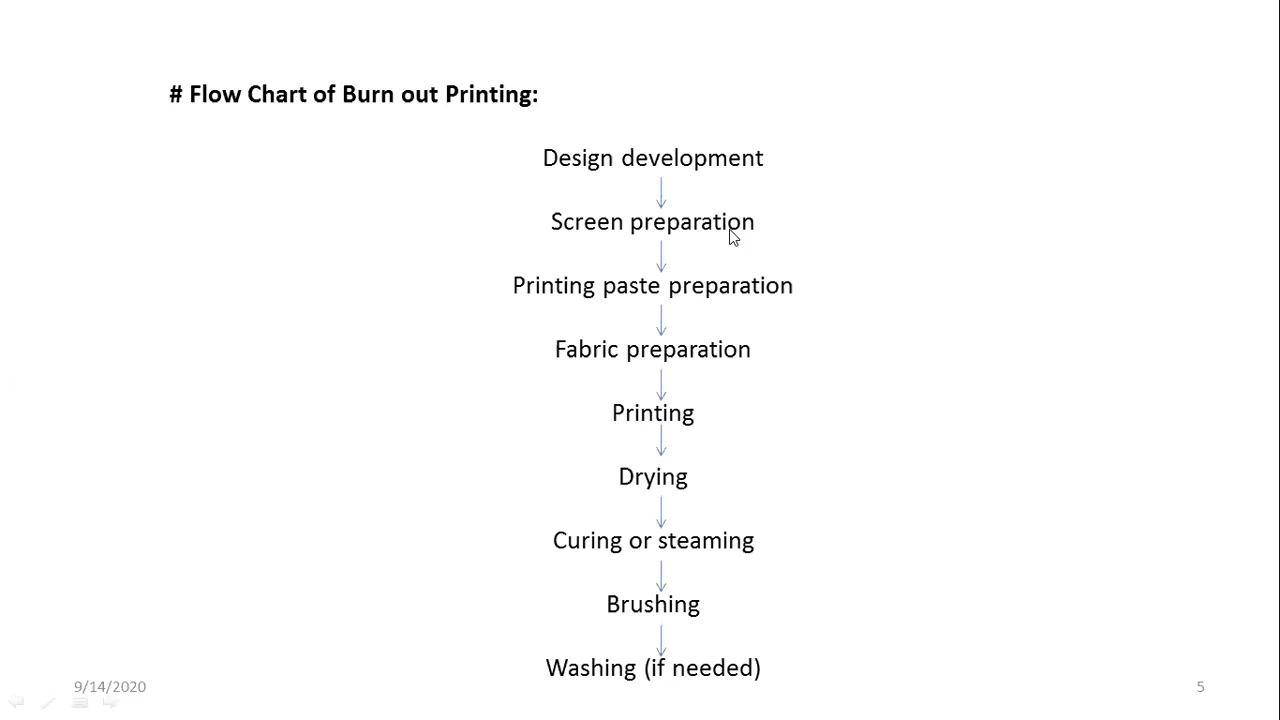 # Flow Chart of Burn out Printing:
Design development
Screen preparation
Printing paste preparation
Fabric preparation
Printing
Drying
Curing or steaming
Brushing
Washing (if needed)
9/14/2020
5